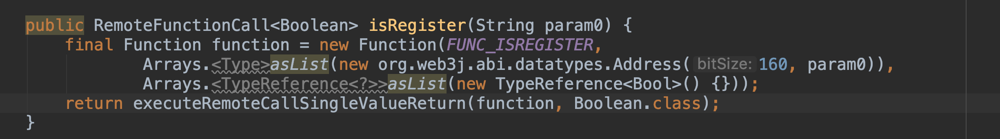 public RemoteFunctionCall<Boolean> isRegister(String param0) {
    final Function function = new Function(FUNC_ISREGISTER,
            Arrays.<Type>asList(new org.web3j.abi.datatypes.Address( bitSize: 160, param0)),
            Arrays.<TypeReference<?>>asList(new TypeReference<Bool>() {}));
    return executeRemoteCallSingleValueReturn(function, Boolean.class);
}